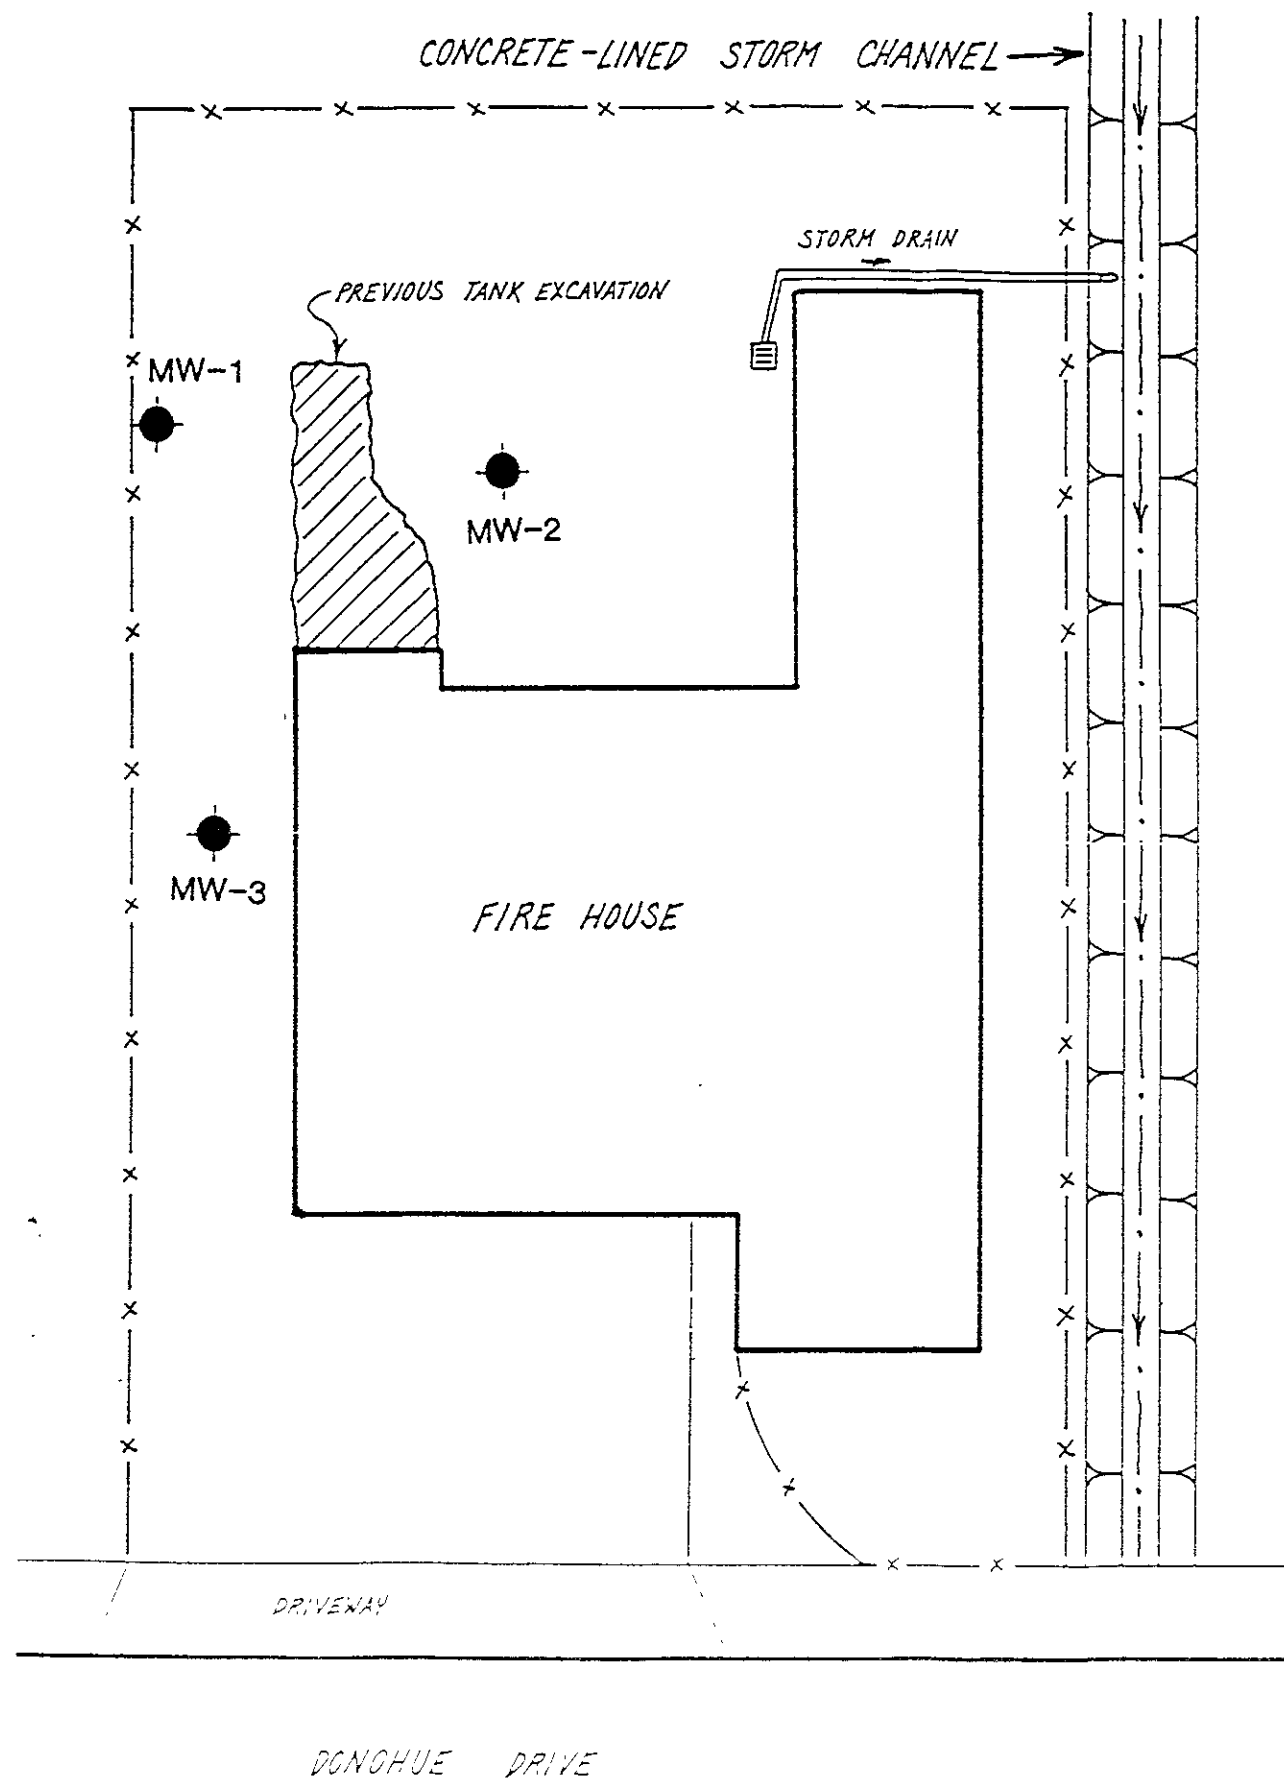 CONCRETE-LINED STORM CHANNEL
STORM DRAIN
PREVIOUS TANK EXCAVATION
MW-1
MW-2
MW-3
FIRE HOUSE
DRIVEWAY
DONOHUE DRIVE